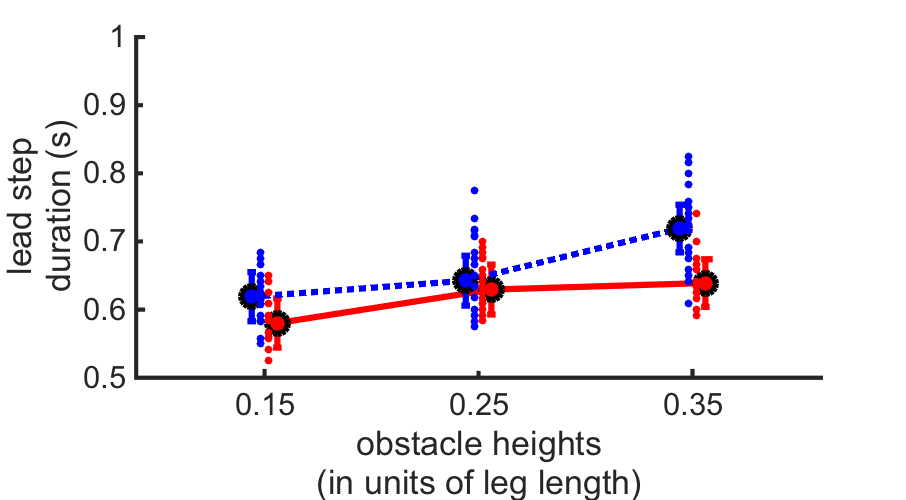 1
0.9
0.8
0.7
0.6
0.5
lead step
duration (s)
0.15 0.25 0.35
obstacle heights
(in units of leg length)